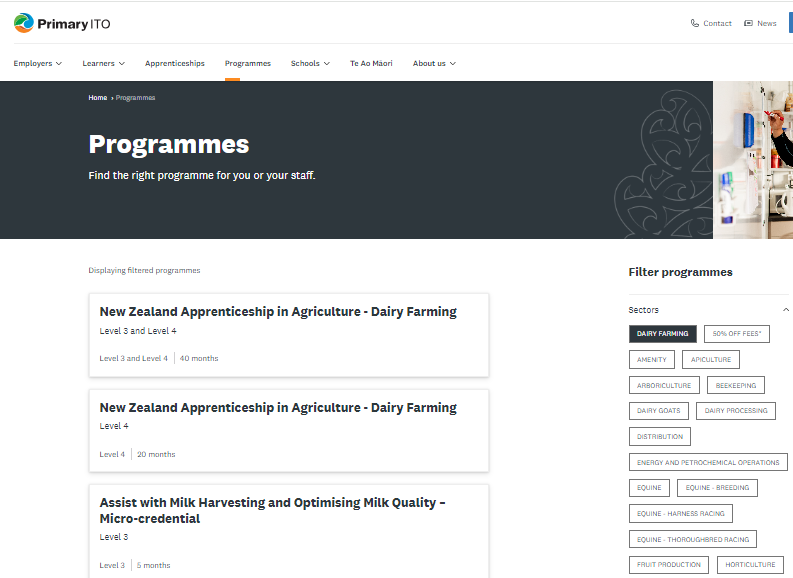 Primary ITO
Contact
News
Employers
Learners
Apprenticeships
Programmes
Schools
Te Ao Māori
About us
Home › Programmes
Programmes
Find the right programme for you or your staff.
Displaying filtered programmes
New Zealand Apprenticeship in Agriculture - Dairy Farming
Level 3 and Level 4
Level 3 and Level 4 | 40 months
New Zealand Apprenticeship in Agriculture - Dairy Farming
Level 4
Level 4 | 20 months
Assist with Milk Harvesting and Optimising Milk Quality –
Micro-credential
Level 3
Level 3 | 5 months
Filter programmes
Sectors
DAIRY FARMING
50% OFF FEES*
AMENITY
APICULTURE
ARBORICULTURE
BEEKEEPING
DAIRY GOATS
DAIRY PROCESSING
DISTRIBUTION
ENERGY AND PETROCHEMICAL OPERATIONS
EQUINE
EQUINE - BREEDING
EQUINE - HARNESS RACING
EQUINE - THOROUGHBRED RACING
FRUIT PRODUCTION
HORTICULTURE